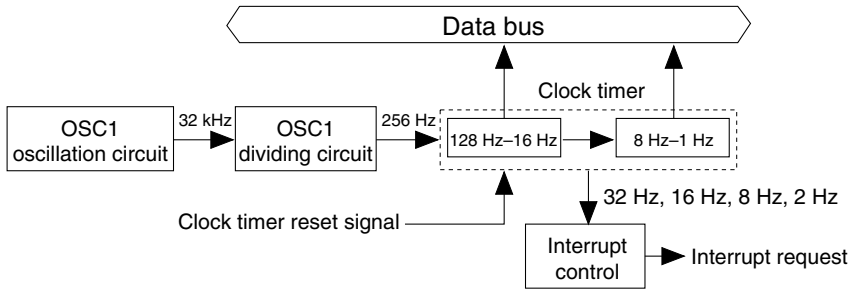 Data bus
Clock timer
OSC1
oscillation circuit
32 kHz
OSC1
dividing circuit
256 Hz
128 Hz–16 Hz
8 Hz–1 Hz
Clock timer reset signal
32 Hz, 16 Hz, 8 Hz, 2 Hz
Interrupt
control
Interrupt request